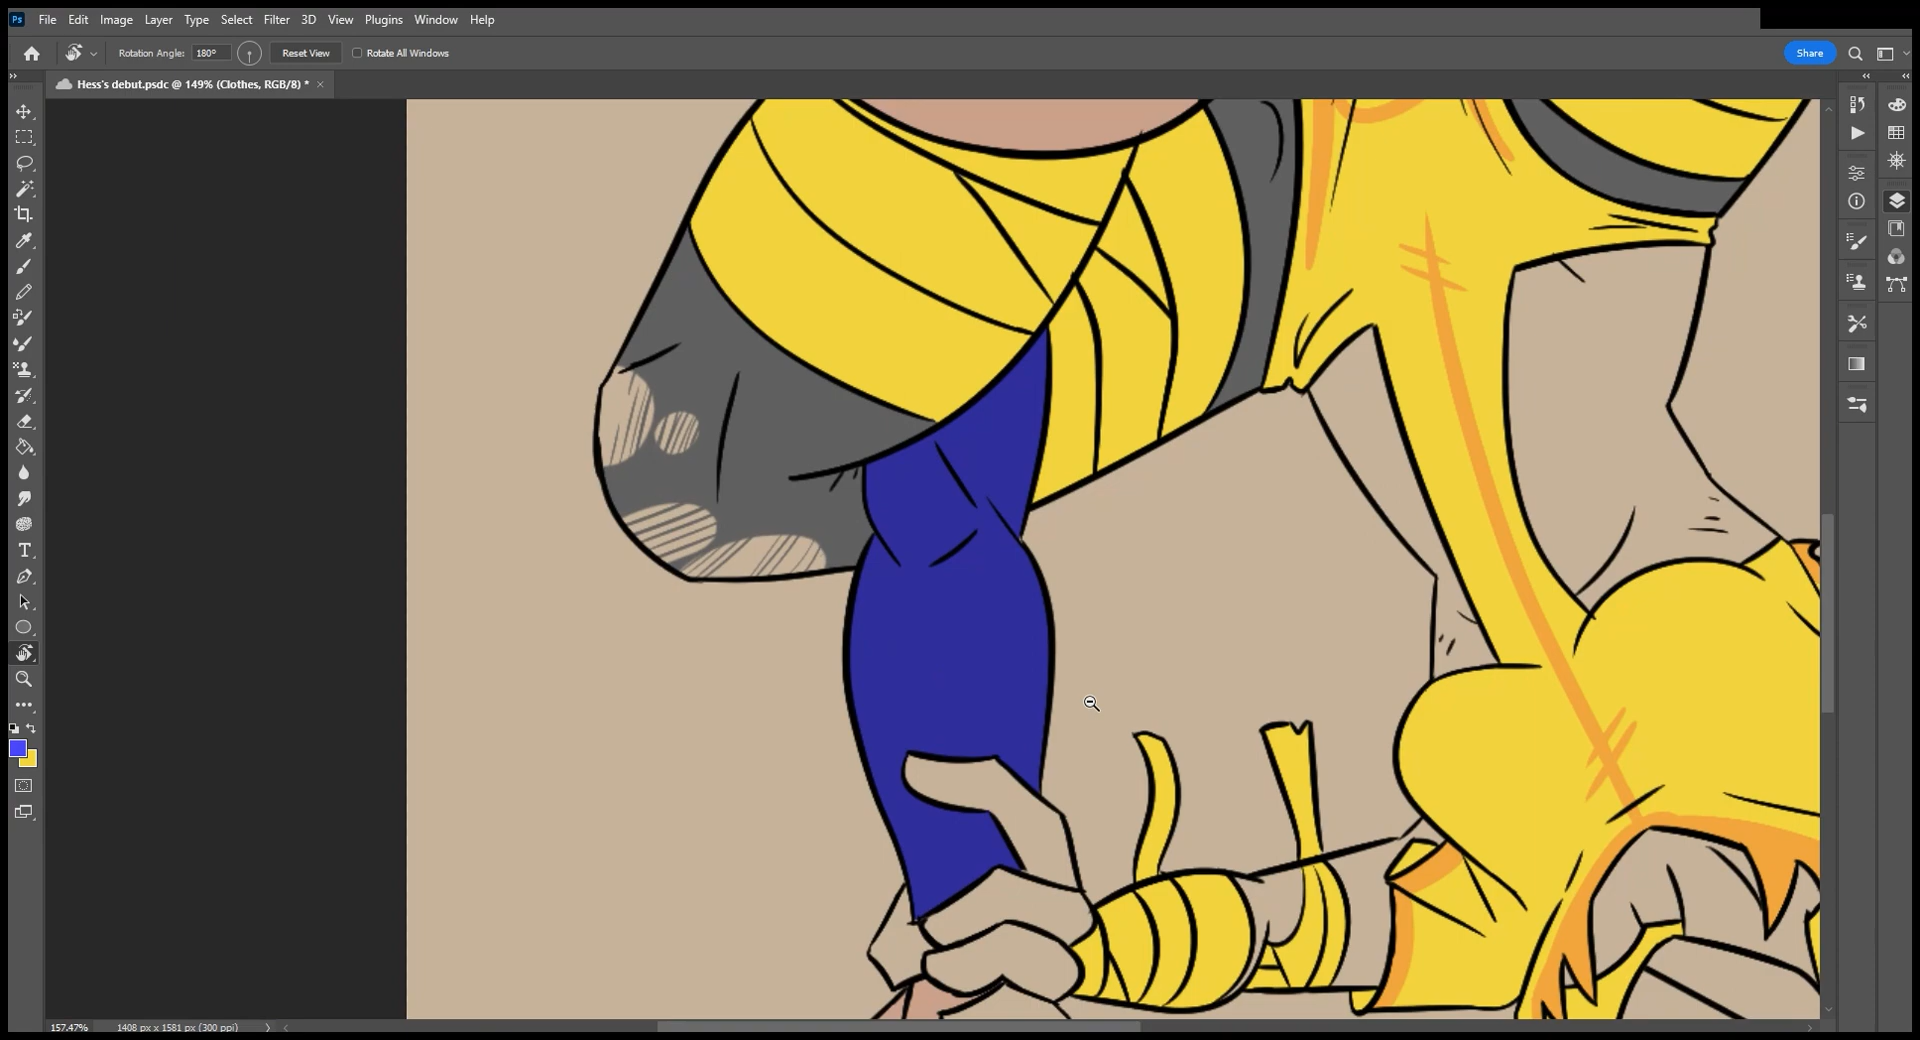 Ps File Edit Image Layer Type Select Filter 3D View Plugins Window Help
Rotation Angle: 180° Reset View Rotate All Windows Share
Hess's debut.psdc @ 149% (Clothes, RGB/8) * ×
157.47% 1408 px x 1581 px (300 ppi)